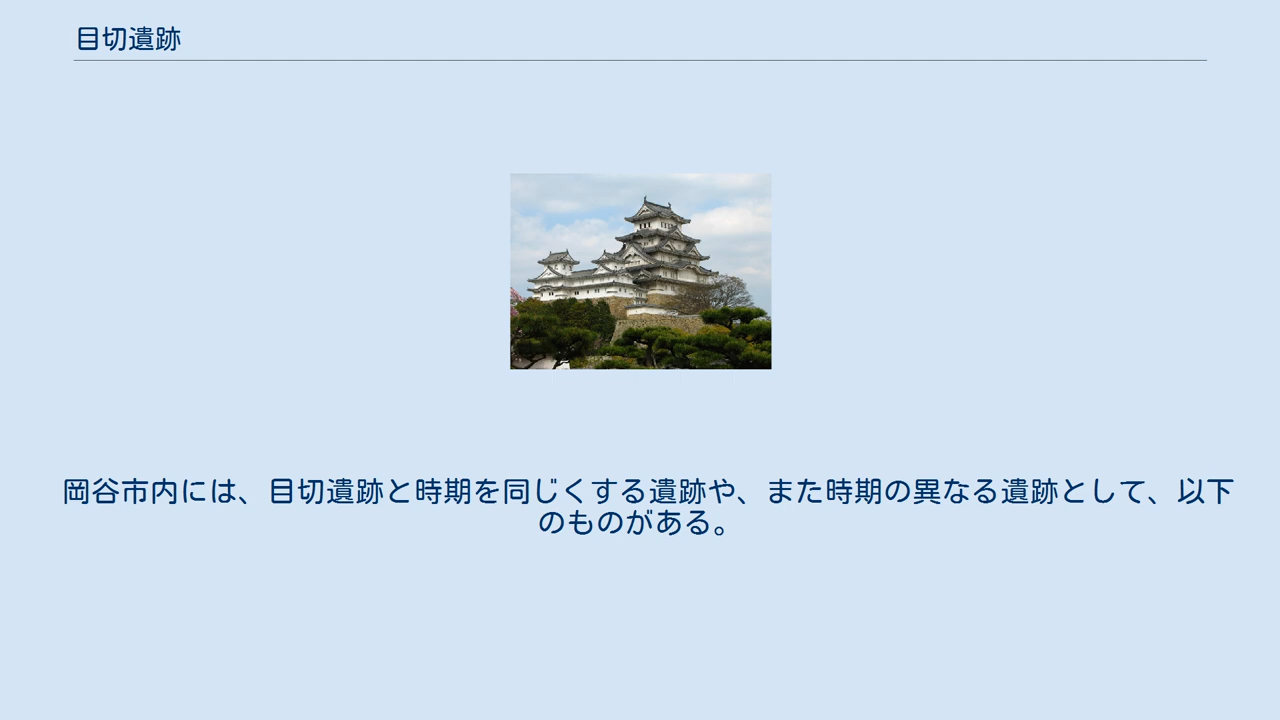 目切遺跡
岡谷市内には、目切遺跡と時期を同じくする遺跡や、また時期の異なる遺跡として、以下
のものがある。